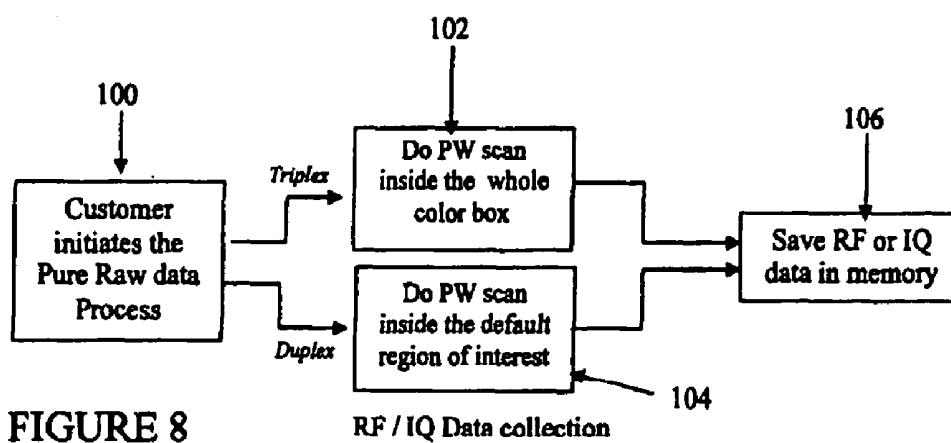 100
Customer
initiates the
Pure Raw data
Process
Triplex
Duplex
102
Do PW scan
inside the whole
color box
Do PW scan
inside the default
region of interest
104
106
Save RF or IQ
data in memory
FIGURE 8
RF / IQ Data collection